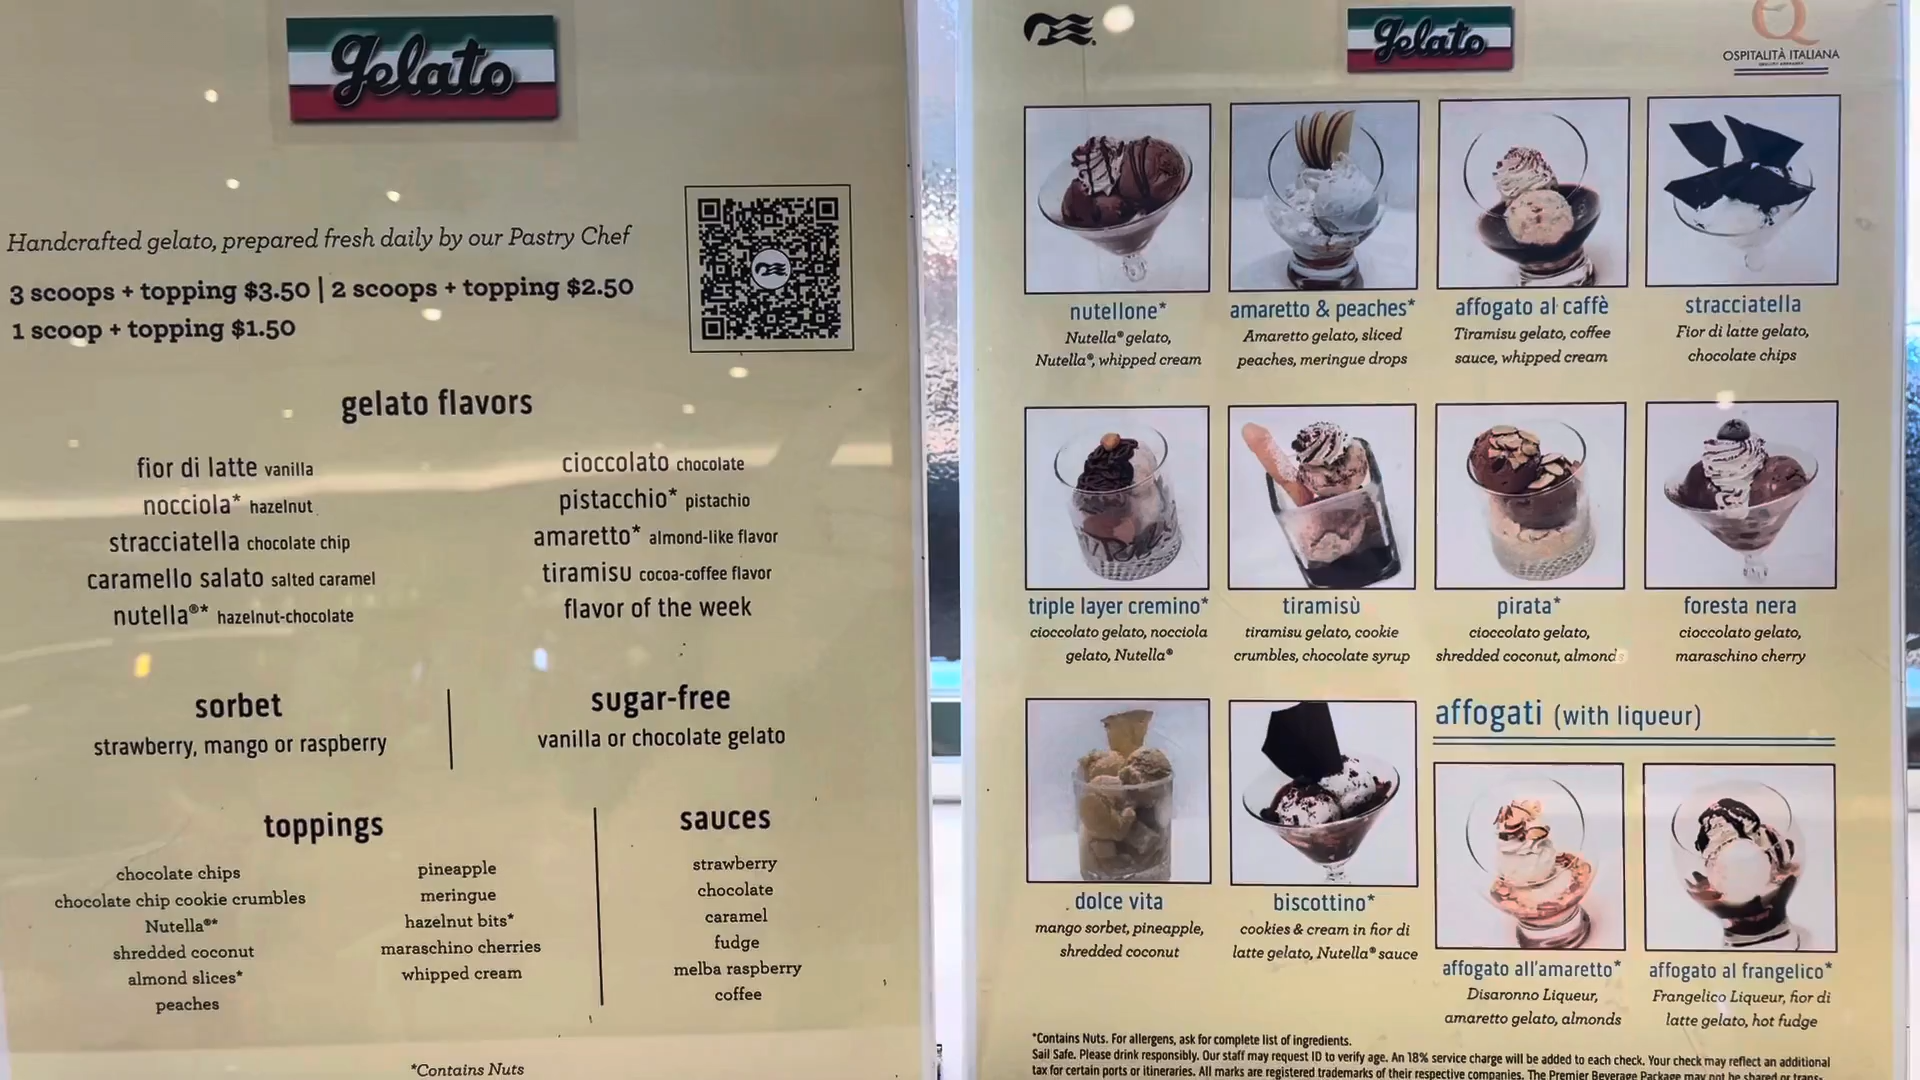 gelato
Handcrafted gelato, prepared fresh daily by our Pastry Chef
3 scoops + topping $3.50 | 2 scoops + topping $2.50
1 scoop + topping $1.50
gelato flavors
fior di latte vanilla
nocciola* hazelnut
stracciatella chocolate chip
caramello salato salted caramel
nutella®* hazelnut-chocolate
cioccolato chocolate
pistacchio* pistachio
amaretto* almond-like flavor
tiramisu cocoa-coffee flavor
flavor of the week
sorbet
strawberry, mango or raspberry
sugar-free
vanilla or chocolate gelato
toppings
chocolate chips
chocolate chip cookie crumbles
Nutella®*
shredded coconut
almond slices*
peaches
pineapple
meringue
hazelnut bits*
maraschino cherries
whipped cream
sauces
strawberry
chocolate
caramel
fudge
melba raspberry
coffee
*Contains Nuts
gelato
Q
OSPITALITÀ ITALIANA
nutellone*
Nutella® gelato,
Nutella®, whipped cream
amaretto & peaches*
Amaretto gelato, sliced
peaches, meringue drops
affogato al caffè
Tiramisu gelato, coffee
sauce, whipped cream
stracciatella
Fior di latte gelato,
chocolate chips
triple layer cremino*
cioccolato gelato, nocciola
gelato, Nutella®
tiramisù
tiramisu gelato, cookie
crumbles, chocolate syrup
pirata*
cioccolato gelato,
shredded coconut, almonds
foresta nera
cioccolato gelato,
maraschino cherry
dolce vita
mango sorbet, pineapple,
shredded coconut
biscottino*
cookies & cream in fior di
latte gelato, Nutella® sauce
affogati (with liqueur)
affogato all'amaretto*
Disaronno Liqueur,
amaretto gelato, almonds
affogato al frangelico*
Frangelico Liqueur, fior di
latte gelato, hot fudge
*Contains Nuts. For allergens, ask for complete list of ingredients.
Sail Safe. Please drink responsibly. Our staff may request ID to verify age. An 18% service charge will be added to each check. Your check may reflect an additional
tax for certain ports or itineraries. All marks are registered trademarks of their respective companies. The Premier Beverage Package may not be shared or trans-